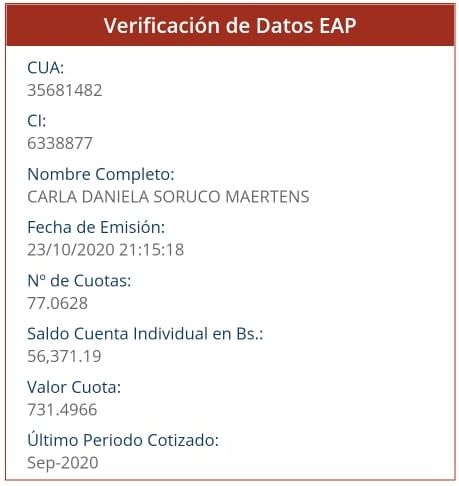 Verificación de Datos EAP
CUA:
35681482
CI:
6338877
Nombre Completo:
CARLA DANIELA SORUCO MAERTENS
Fecha de Emisión:
23/10/2020 21:15:18
Nº de Cuotas:
77.0628
Saldo Cuenta Individual en Bs.:
56,371.19
Valor Cuota:
731.4966
Último Periodo Cotizado:
Sep-2020